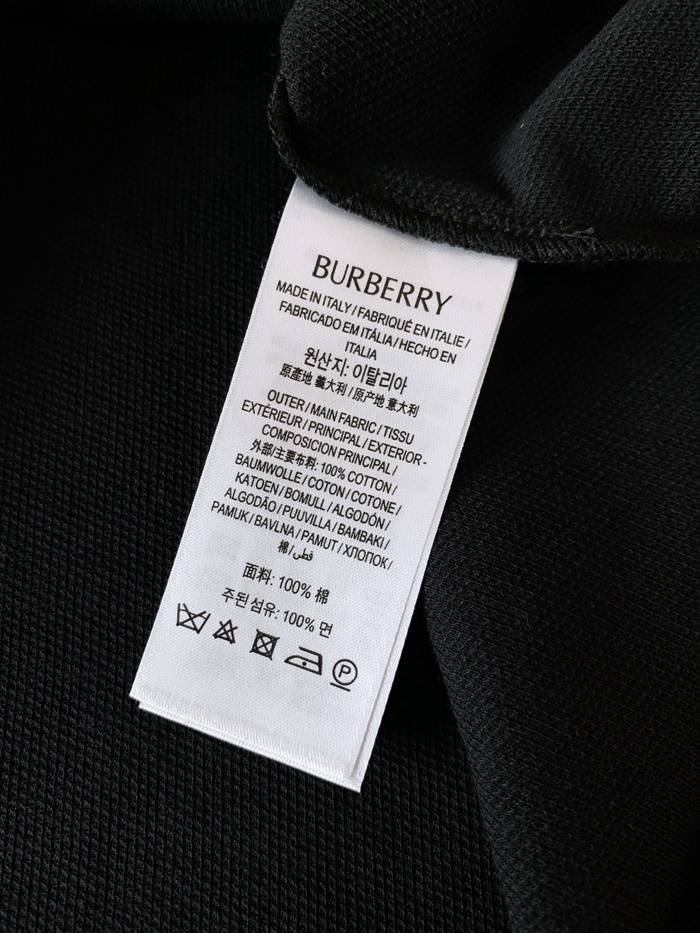 BURBERRY
MADE IN ITALY / FABRIQUÉ EN ITALIE /
FABRICADO EM ITÁLIA / HECHO EN
ITALIA
원산지: 이탈리아
原產地 義大利 / 原产地 意大利
OUTER / MAIN FABRIC / TISSU
EXTÉRIEUR / PRINCIPAL / EXTERIOR -
COMPOSICION PRINCIPAL /
外部/主要布料: 100% COTTON /
BAUMWOLLE / COTON / COTONE /
KATOEN / BOMULL / ALGODÓN /
ALGODÃO / PUUVILLA / BAMBAKI /
PAMUK / BAVLNA / PAMUT / ХЛОПОК /
棉 / قطن
面料: 100% 棉
주된 섬유: 100% 면
P